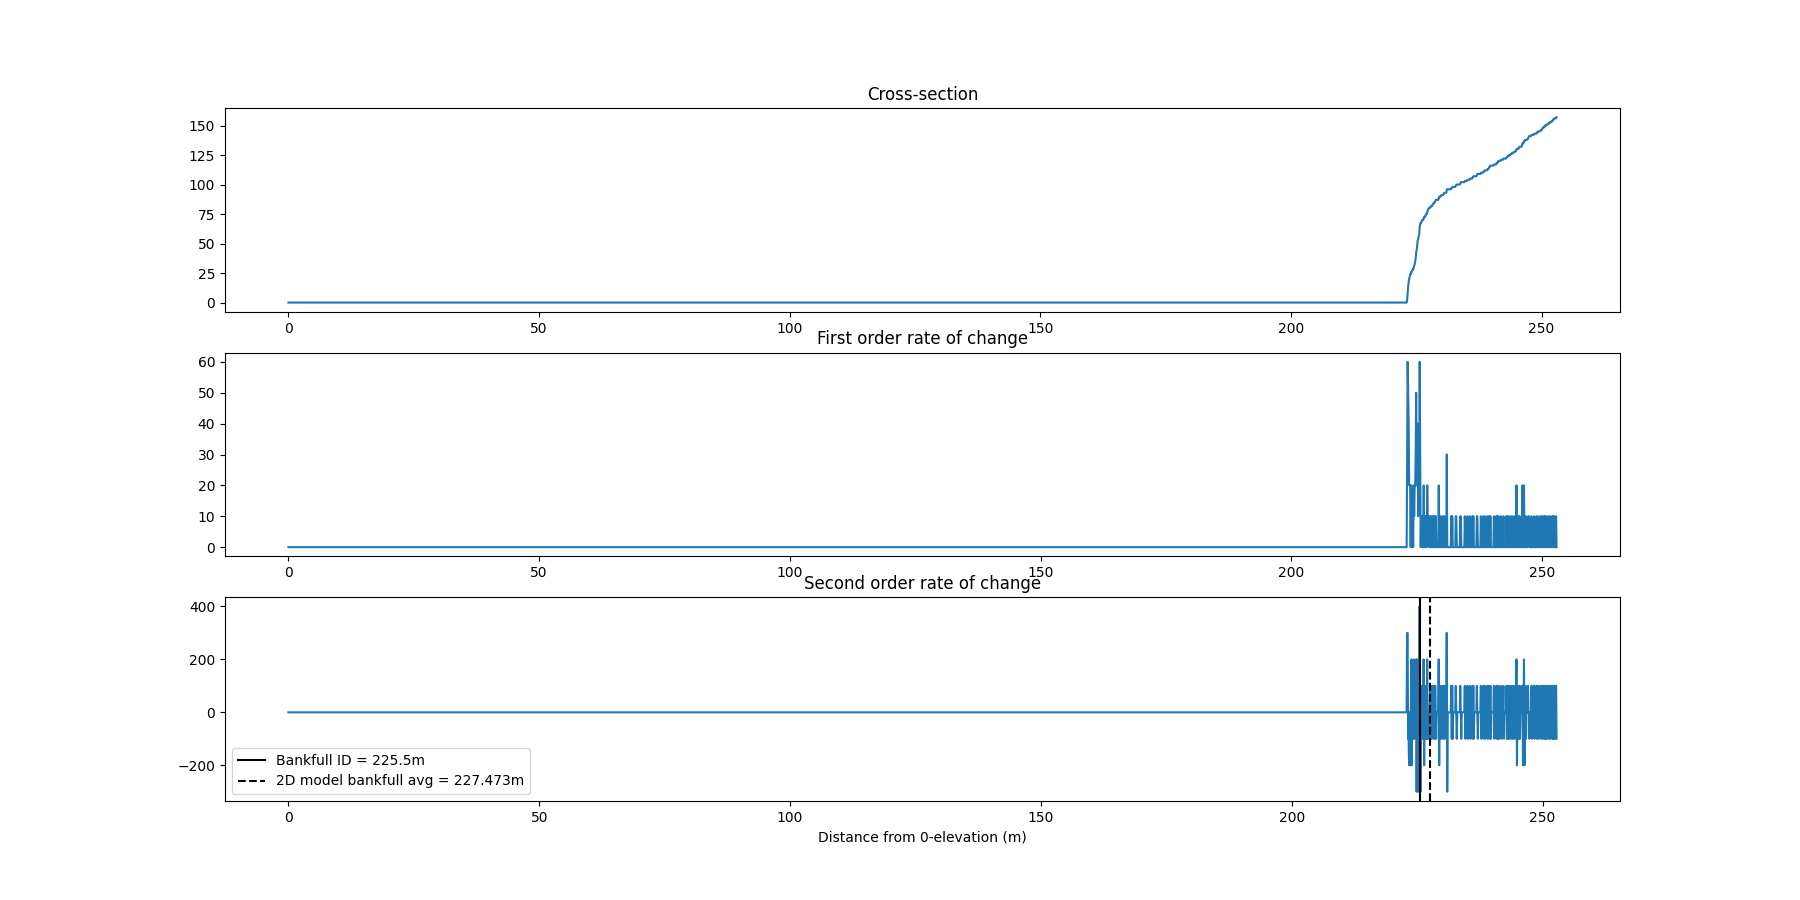 Cross-section
150
125
100
75
50
25
0
0 50 100 150 200 250
First order rate of change
60
50
40
30
20
10
0
0 50 100 150 200 250
Second order rate of change
400
200
0
−200
Bankfull ID = 225.5m
2D model bankfull avg = 227.473m
0 50 100 150 200 250
Distance from 0-elevation (m)